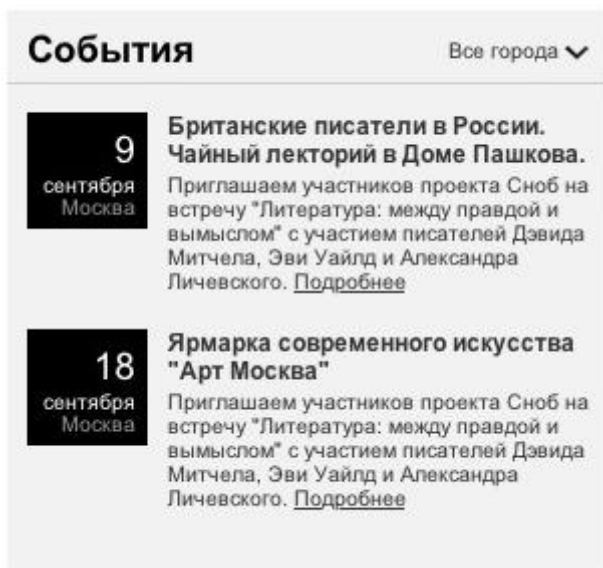 События
Все города
9
сентября
Москва
Британские писатели в России.
Чайный лекторий в Доме Пашкова.
Приглашаем участников проекта Сноб на
встречу "Литература: между правдой и
вымыслом" с участием писателей Дэвида
Митчела, Эви Уайлд и Александра
Личевского. Подробнее
18
сентября
Москва
Ярмарка современного искусства
"Арт Москва"
Приглашаем участников проекта Сноб на
встречу "Литература: между правдой и
вымыслом" с участием писателей Дэвида
Митчела, Эви Уайлд и Александра
Личевского. Подробнее